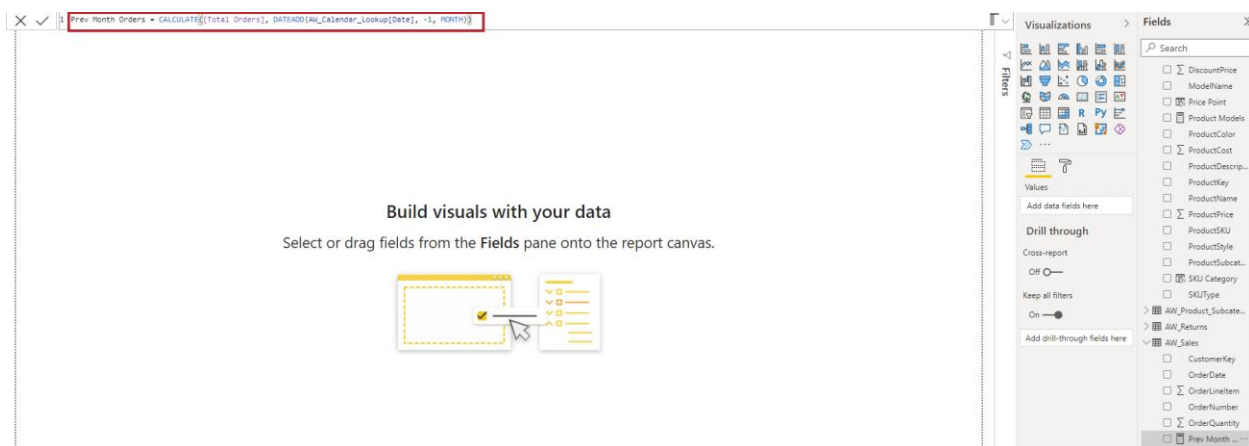 1 Prev Month Orders = CALCULATE([Total Orders], DATEADD(AW_Calendar_Lookup[Date], -1, MONTH))
Build visuals with your data
Select or drag fields from the Fields pane onto the report canvas.
Filters
Visualizations
R Py
...
Values
Add data fields here
Drill through
Cross-report
Off
Keep all filters
On
Add drill-through fields here
Fields
Search
∑ DiscountPrice
ModelName
Price Point
Product Models
ProductColor
∑ ProductCost
ProductDescrip...
ProductKey
ProductName
∑ ProductPrice
ProductSKU
ProductStyle
ProductSubcat...
SKU Category
SKUType
AW_Product_Subcate...
AW_Returns
AW_Sales
CustomerKey
OrderDate
∑ OrderLineItem
OrderNumber
∑ OrderQuantity
Prev Month ... ...